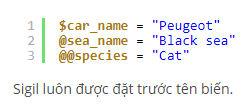 1 $car_name = "Peugeot"
2 @sea_name = "Black sea"
3 @@species = "Cat"
Sigil luôn được đặt trước tên biến.